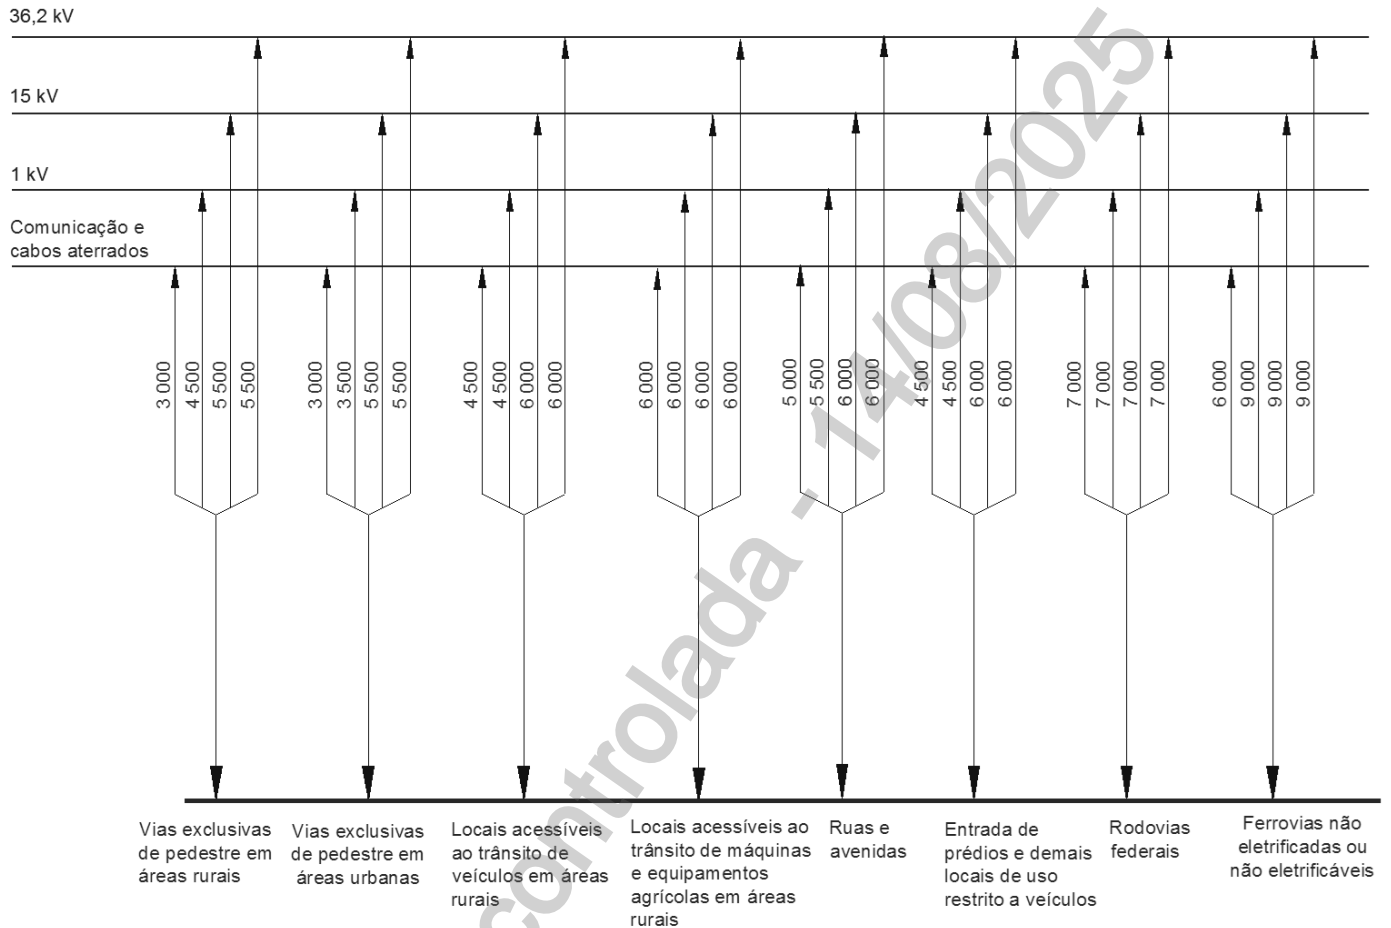 36,2 kV
15 kV
1 kV
Comunicação e
cabos aterrados
3 000
4 500
5 500
5 500
3 000
3 500
5 500
5 500
4 500
4 500
6 000
6 000
6 000
6 000
6 000
6 000
5 000
5 500
6 000
6 000
4 500
4 500
6 000
6 000
7 000
7 000
7 000
7 000
6 000
9 000
9 000
9 000
Vias exclusivas
de pedestre em
áreas rurais
Vias exclusivas
de pedestre em
áreas urbanas
Locais acessíveis
ao trânsito de
veículos em áreas
rurais
Locais acessíveis ao
trânsito de máquinas
e equipamentos
agrícolas em áreas
rurais
Ruas e
avenidas
Entrada de
prédios e demais
locais de uso
restrito a veículos
Rodovias
federais
Ferrovias não
eletrificadas ou
não eletrificáveis
controlada - 14/08/2025